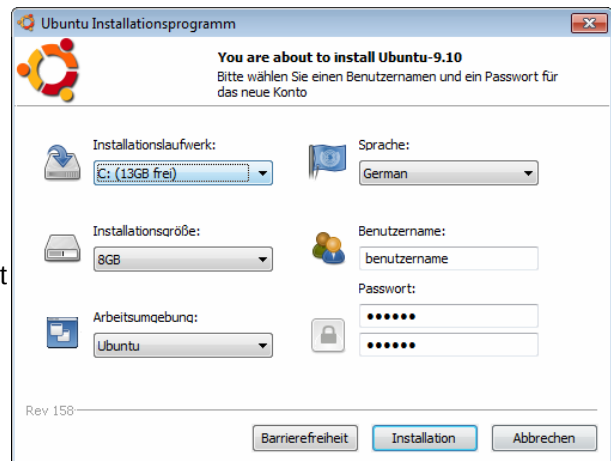 Ubuntu Installationsprogramm
You are about to install Ubuntu-9.10
Bitte wählen Sie einen Benutzernamen und ein Passwort für
das neue Konto
Installationslaufwerk:
C: (13GB frei)
Sprache:
German
Installationsgröße:
8GB
Benutzername:
benutzername
t
Passwort:
●●●●●●
●●●●●●
Arbeitsumgebung:
Ubuntu
Rev 158
Barrierefreiheit
Installation
Abbrechen